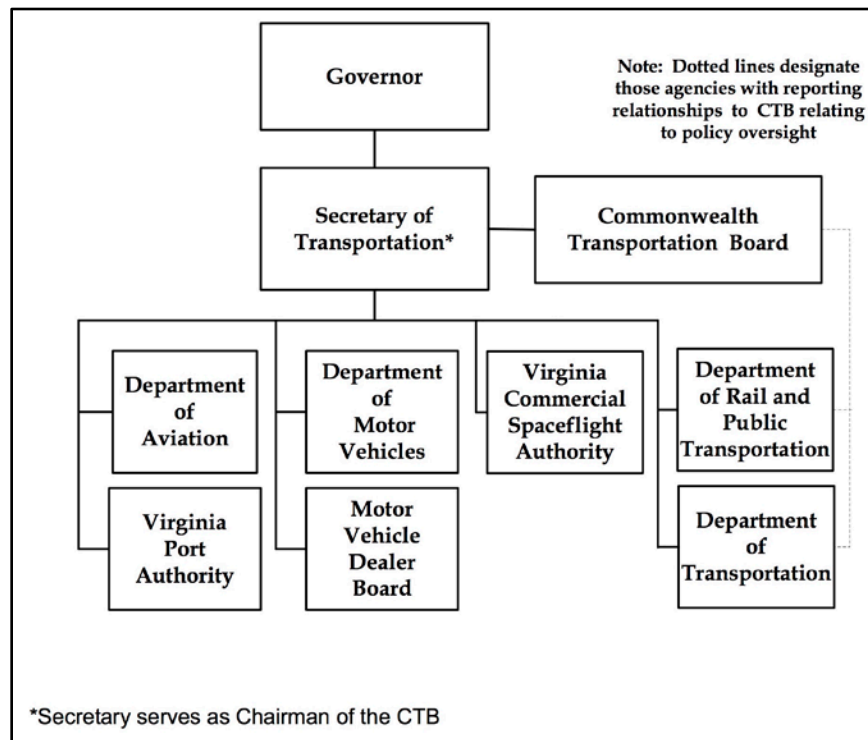 Governor
Note: Dotted lines designate
those agencies with reporting
relationships to CTB relating
to policy oversight
Secretary of
Transportation*
Commonwealth
Transportation Board
Department
of
Aviation
Department
of
Motor
Vehicles
Virginia
Commercial
Spaceflight
Authority
Department
of Rail and
Public
Transportation
Virginia
Port
Authority
Motor
Vehicle
Dealer
Board
Department
of
Transportation
*Secretary serves as Chairman of the CTB